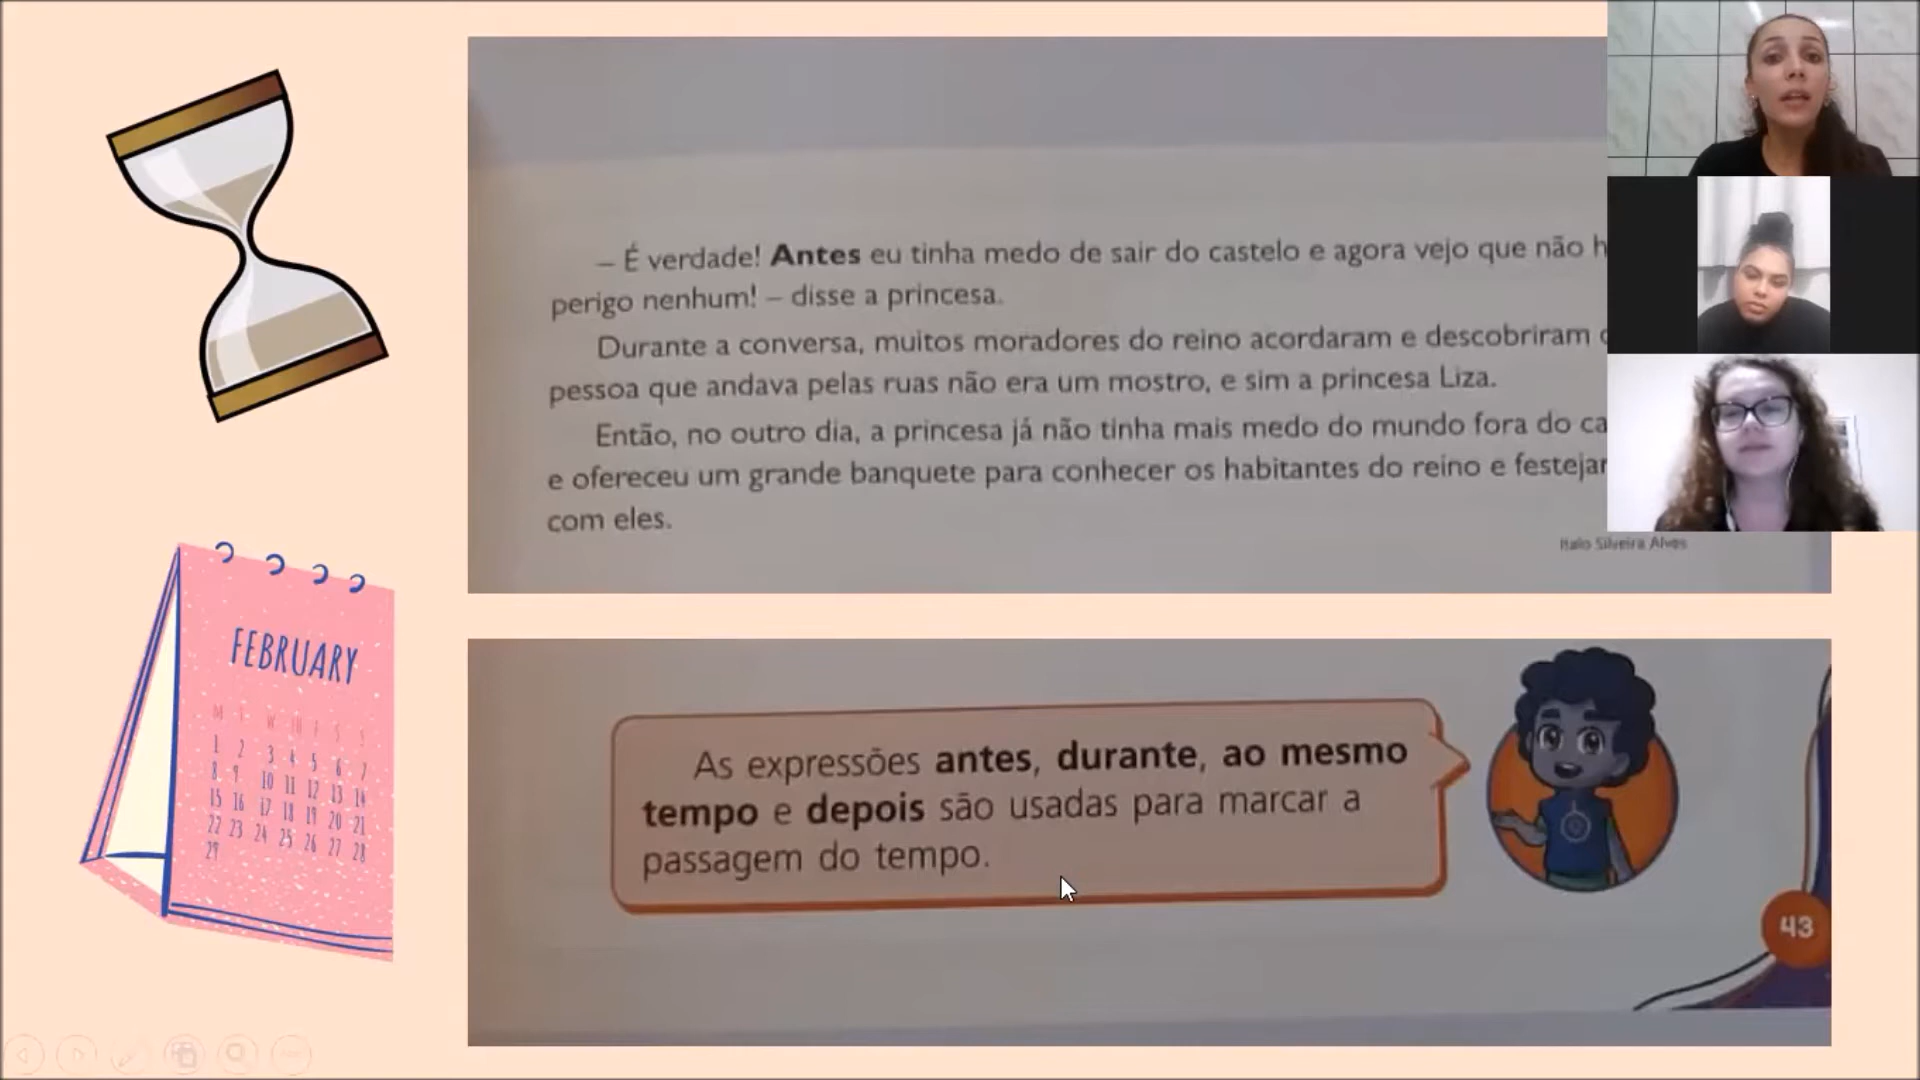 – É verdade! Antes eu tinha medo de sair do castelo e agora vejo que não
perigo nenhum! – disse a princesa.
Durante a conversa, muitos moradores do reino acordaram e descobriram
pessoa que andava pelas ruas não era um mostro, e sim a princesa Liza.
Então, no outro dia, a princesa já não tinha mais medo do mundo fora do
e ofereceu um grande banquete para conhecer os habitantes do reino e festejar
com eles.
Italo Silveira Alves
FEBRUARY
M T W TH F S S
1 2 3 4 5 6 7
8 9 10 11 12 13 14
15 16 17 18 19 20 21
22 23 24 25 26 27 28
29
As expressões antes, durante, ao mesmo
tempo e depois são usadas para marcar a
passagem do tempo.
43